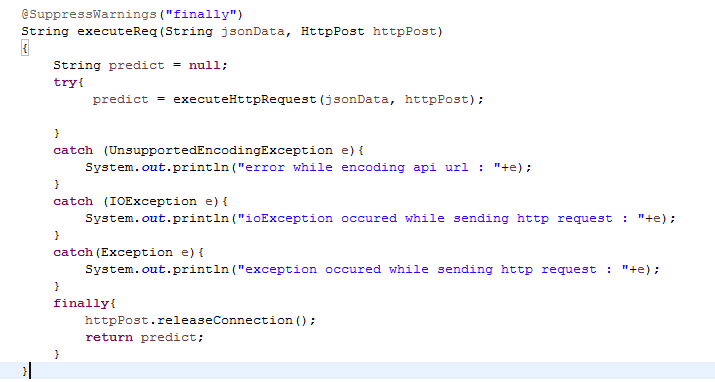 @SuppressWarnings("finally")
String executeReq(String jsonData, HttpPost httpPost)
{
    String predict = null;
    try{
         predict = executeHttpRequest(jsonData, httpPost);

    }
    catch (UnsupportedEncodingException e){
        System.out.println("error while encoding api url : "+e);
    }
    catch (IOException e){
        System.out.println("ioException occured while sending http request : "+e);
    }
    catch(Exception e){
        System.out.println("exception occured while sending http request : "+e);
    }
    finally{
        httpPost.releaseConnection();
        return predict;
    }
}